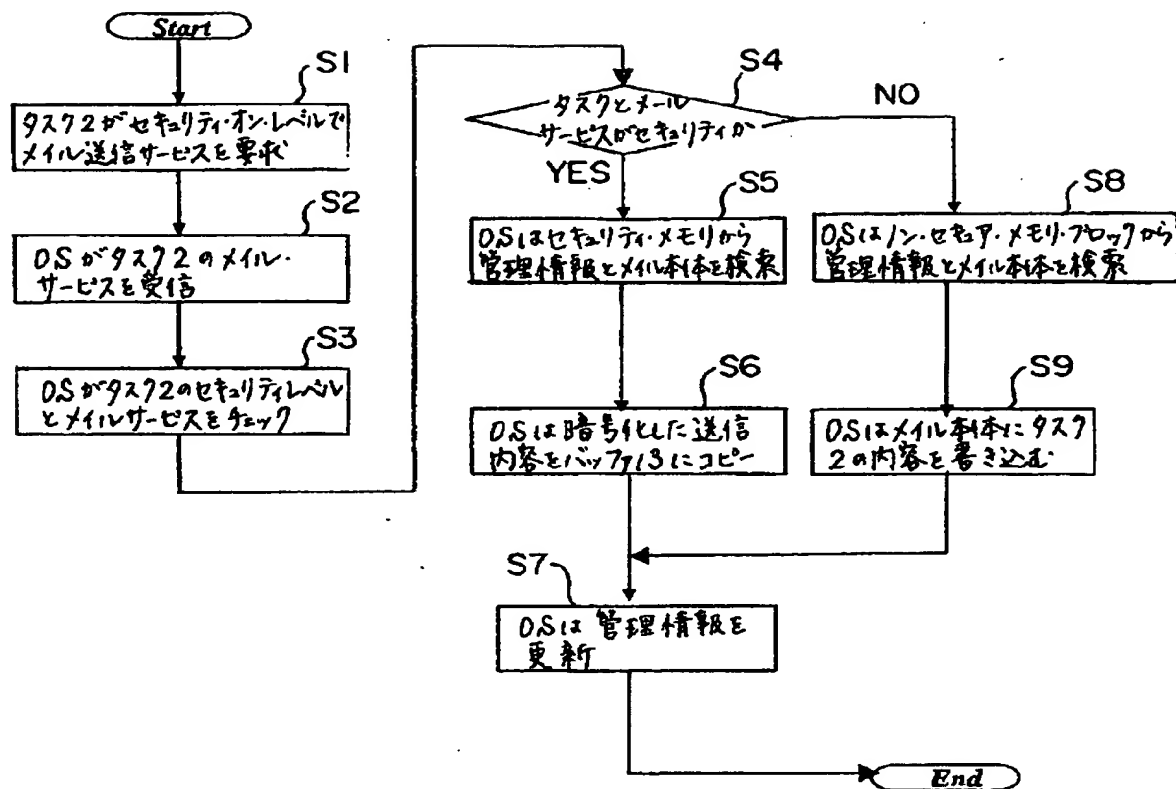 Start
S1
タスク2がセキュリティ・オン・レベルで
メイル送信サービスを要求
S2
OSがタスク2のメイル・
サービスを受信
S3
OSがタスク2のセキュリティレベル
とメイルサービスをチェック
S4
タスクとメール
サービスがセキュリティか
YES
NO
S5
OSはセキュリティ・メモリから
管理情報とメイル本体を検索
S6
OSは暗号化した送信
内容をバッファ13にコピー
S7
OSは管理情報を
更新
S8
OSはノン・セキュア・メモリ・ブロックから
管理情報とメイル本体を検索
S9
OSはメイル本体にタスク
2の内容を書き込む
End